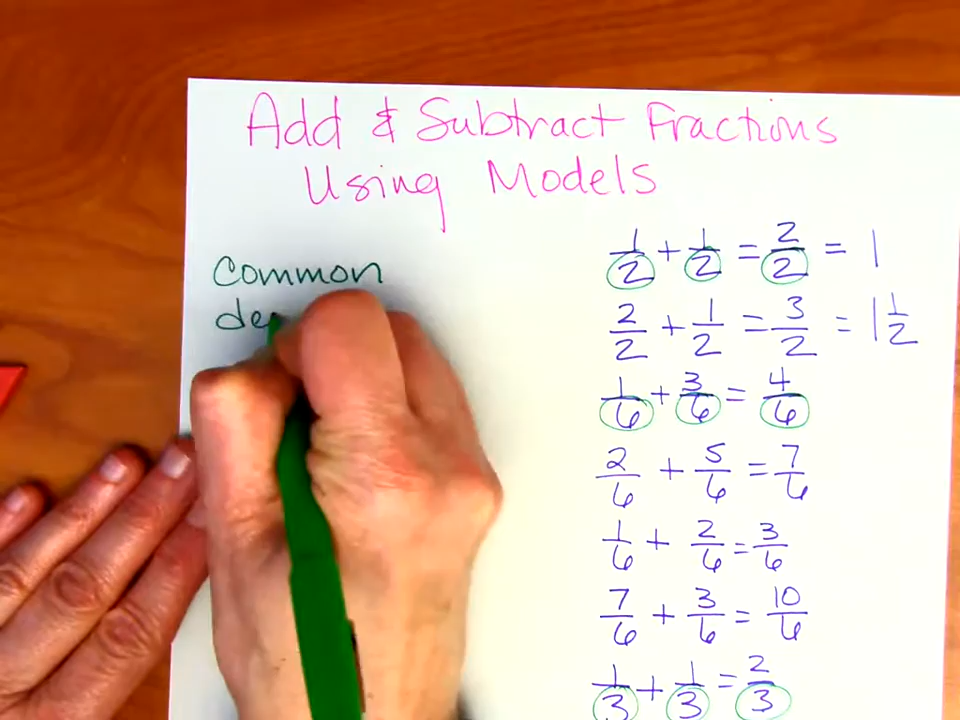 Add & Subtract Fractions
Using Models
Common
de
1/2 + 1/2 = 2/2 = 1
2/2 + 1/2 = 3/2 = 1 1/2
1/6 + 3/6 = 4/6
2/6 + 5/6 = 7/6
1/6 + 2/6 = 3/6
7/6 + 3/6 = 10/6
1/3 + 1/3 = 2/3